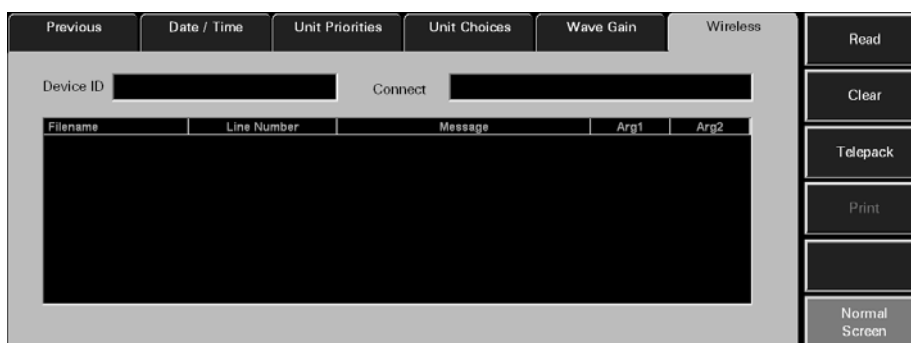 Previous
Date / Time
Unit Priorities
Unit Choices
Wave Gain
Wireless
Device ID
Connect
Filename
Line Number
Message
Arg1
Arg2
Read
Clear
Telepack
Print
Normal
Screen